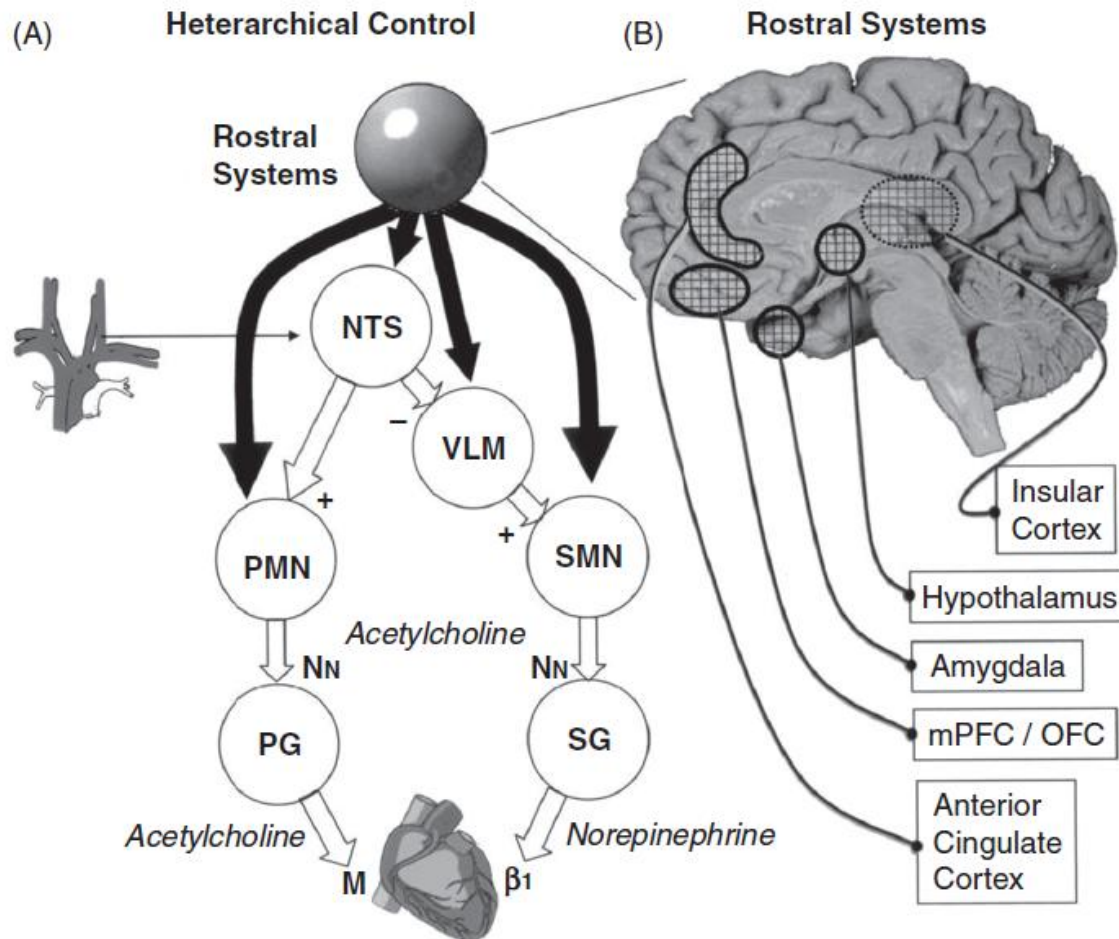 (A)
Heterarchical Control
(B)
Rostral Systems
Rostral
Systems
NTS
–
VLM
+
+
PMN
SMN
Acetylcholine
NN
NN
PG
SG
Acetylcholine
Norepinephrine
M
β1
Insular
Cortex
Hypothalamus
Amygdala
mPFC / OFC
Anterior
Cingulate
Cortex